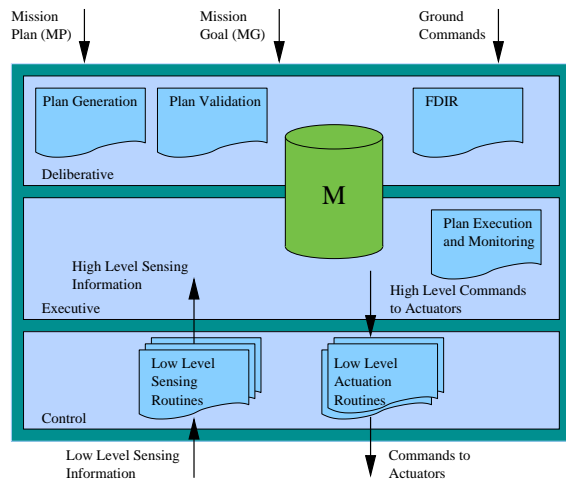 Mission
Plan (MP)
Mission
Goal (MG)
Ground
Commands
Plan Generation
Plan Validation
FDIR
Deliberative
M
Plan Execution
and Monitoring
High Level Sensing
Information
High Level Commands
to Actuators
Executive
Low Level
Sensing
Routines
Low Level
Actuation
Routines
Control
Low Level Sensing
Information
Commands to
Actuators